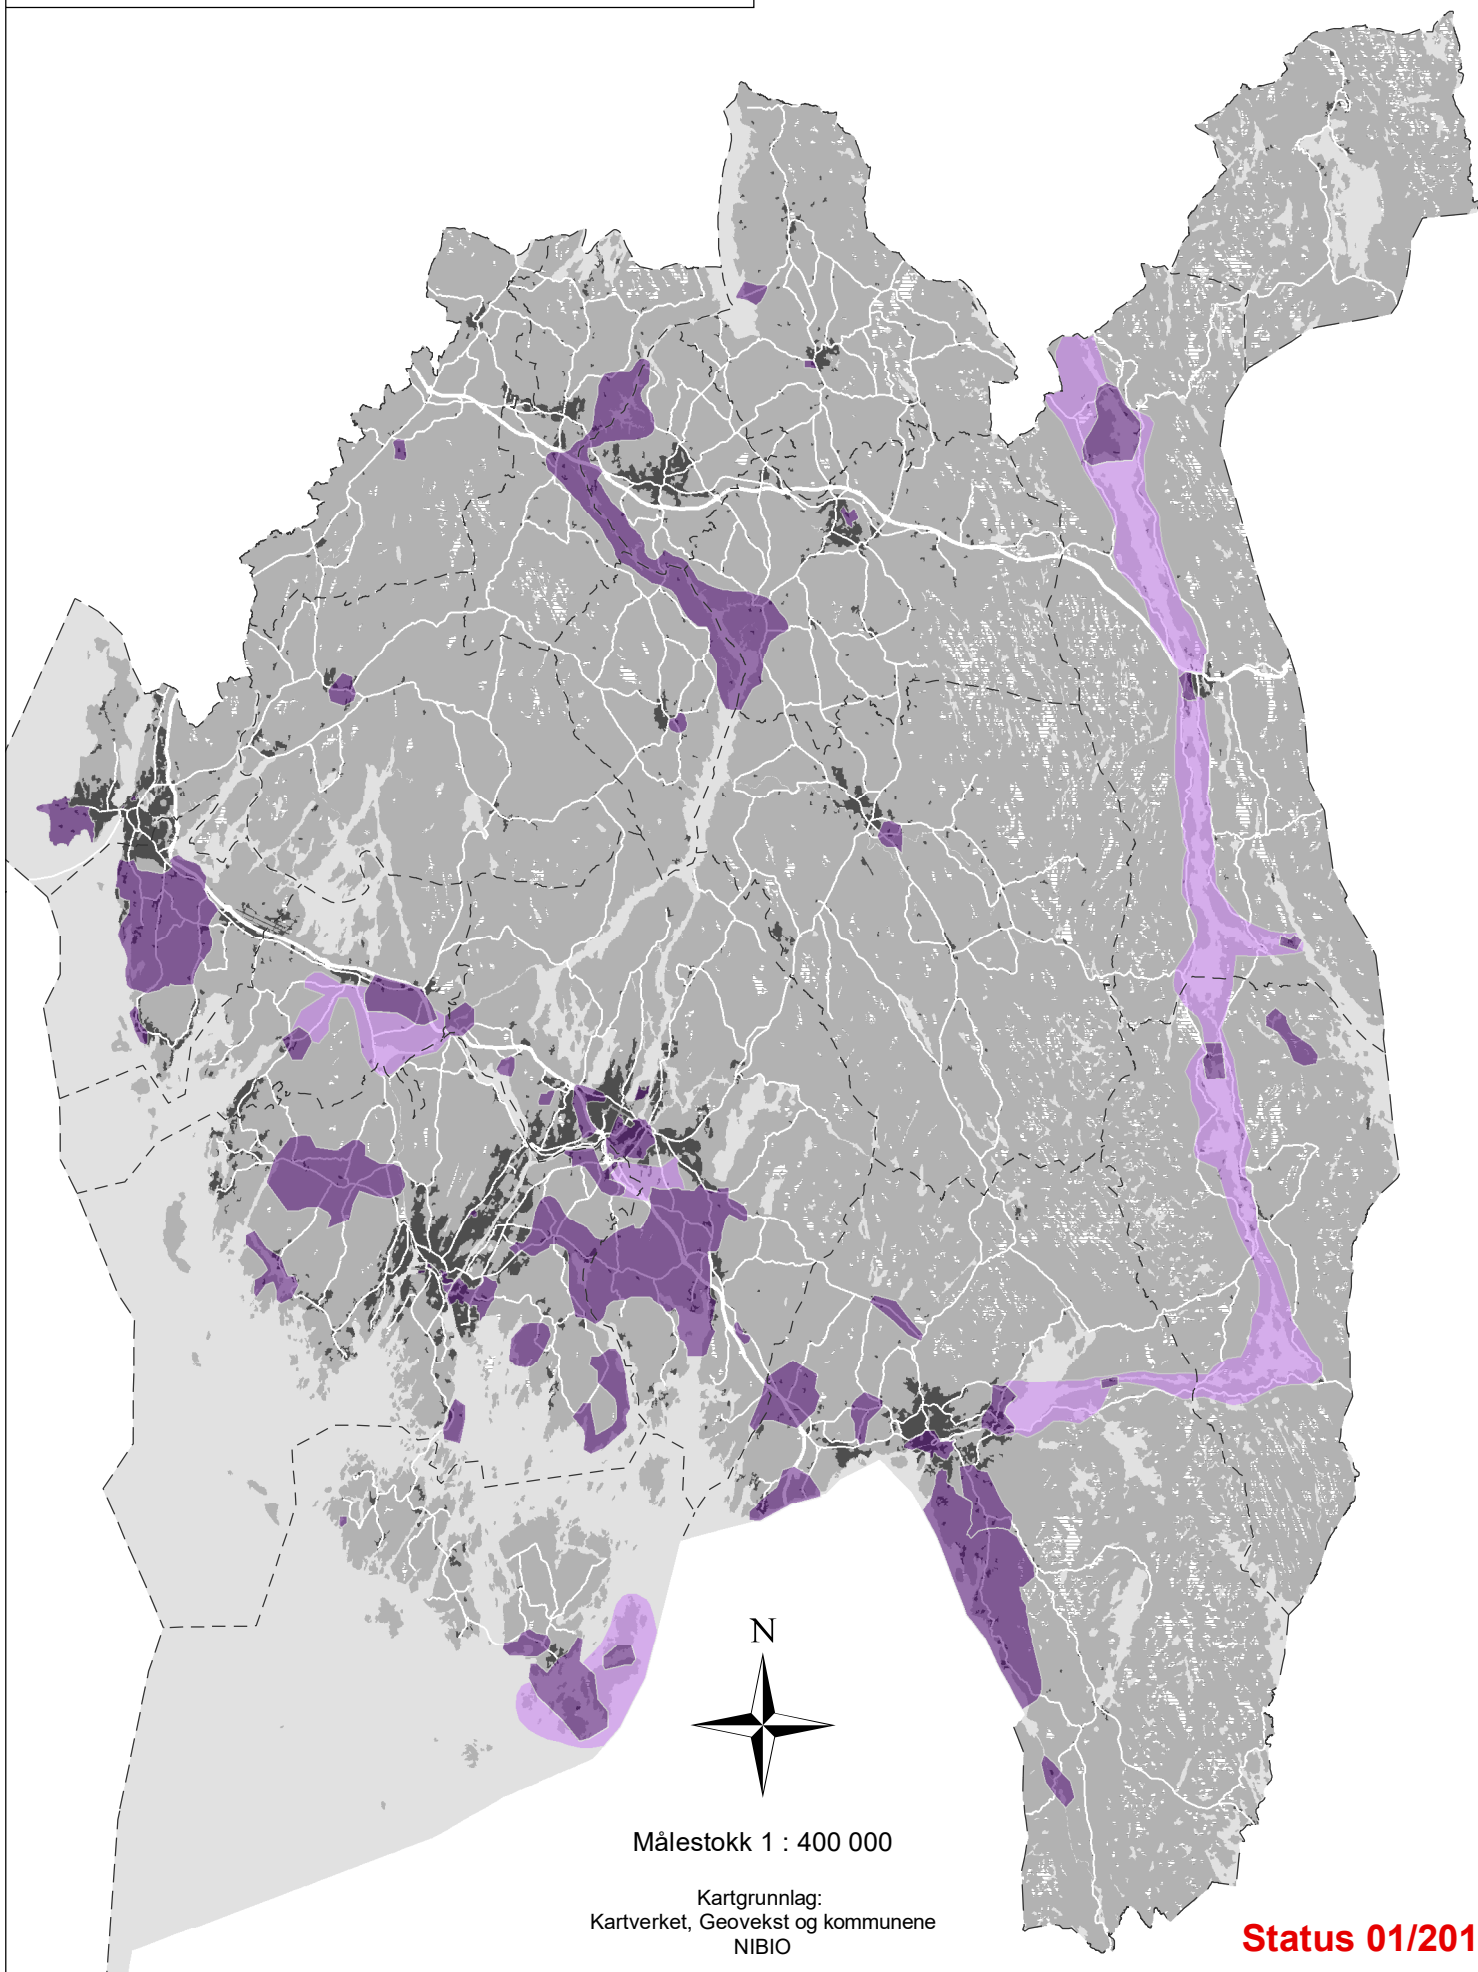 N
Målestokk 1 : 400 000
Kartgrunnlag:
Kartverket, Geovekst og kommunene
NIBIO
Status 01/201